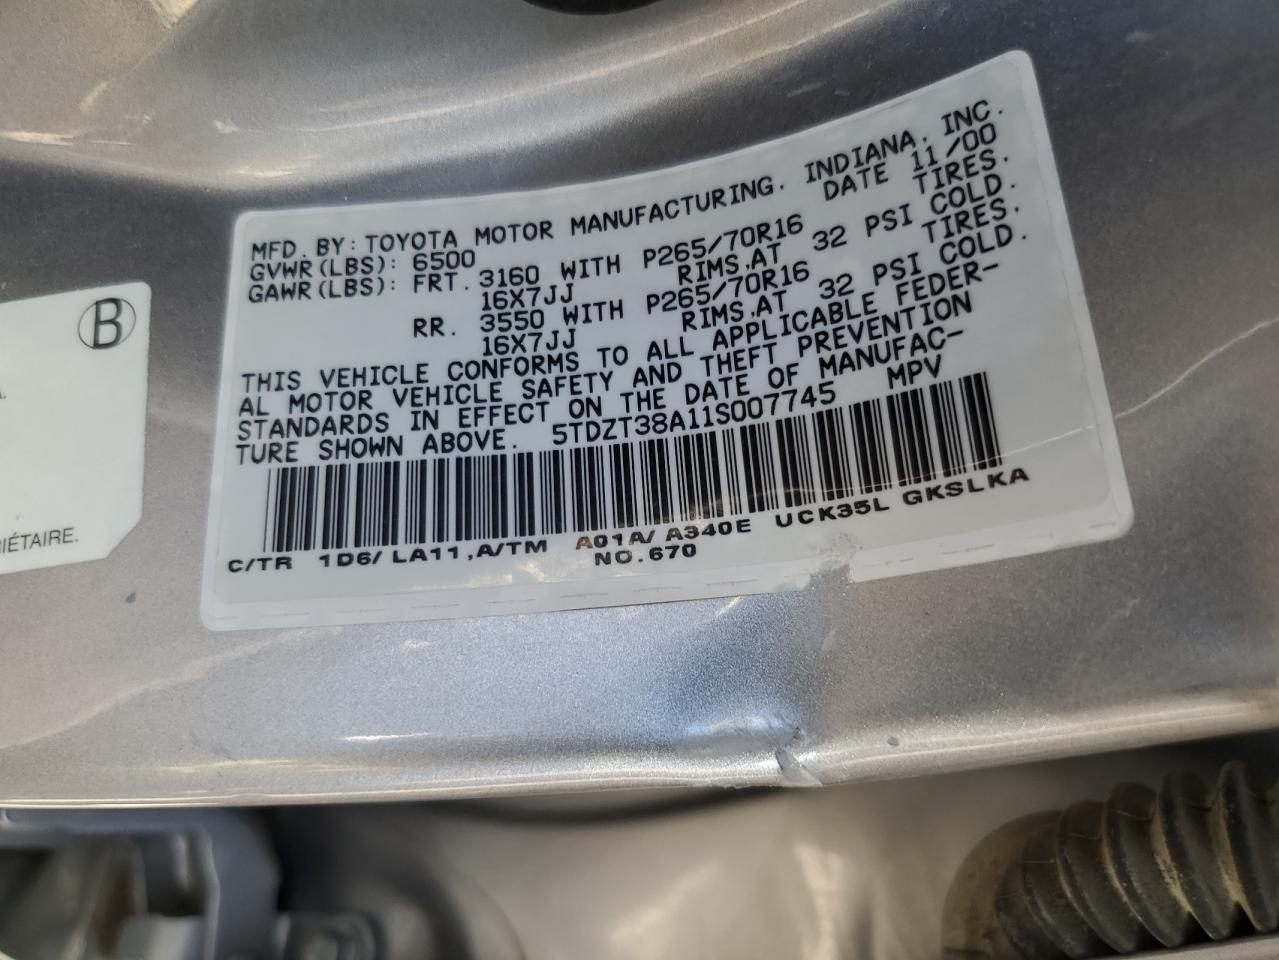 MFD. BY: TOYOTA MOTOR MANUFACTURING, INDIANA, INC.
GVWR(LBS): 6500 DATE 11/00
GAWR(LBS): FRT. 3160 WITH P265/70R16 TIRES.
16X7JJ RIMS,AT 32 PSI COLD.
RR. 3550 WITH P265/70R16 TIRES.
16X7JJ RIMS,AT 32 PSI COLD.
THIS VEHICLE CONFORMS TO ALL APPLICABLE FEDER-
AL MOTOR VEHICLE SAFETY AND THEFT PREVENTION
STANDARDS IN EFFECT ON THE DATE OF MANUFAC-
TURE SHOWN ABOVE. 5TDZT38A11S007745 MPV
C/TR 1D6/ LA11,A/TM A01A/ A340E UCK35L GKSLKA
NO.670
B